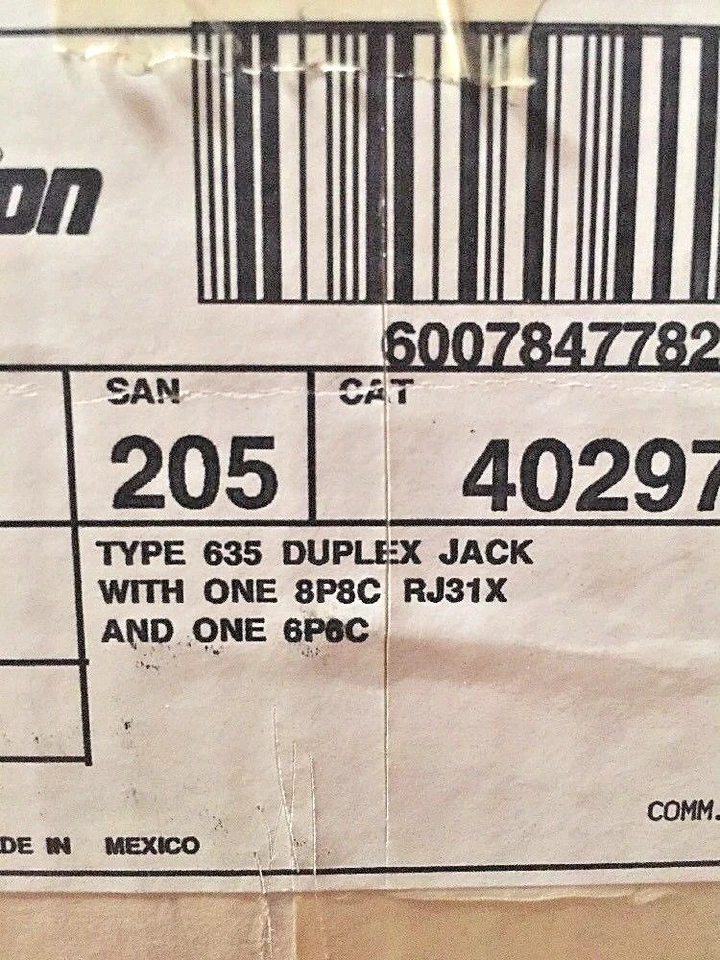 on
6007847782
SAN
CAT
205
40297
TYPE 635 DUPLEX JACK
WITH ONE 8P8C RJ31X
AND ONE 6P6C
COMM.
DE IN MEXICO